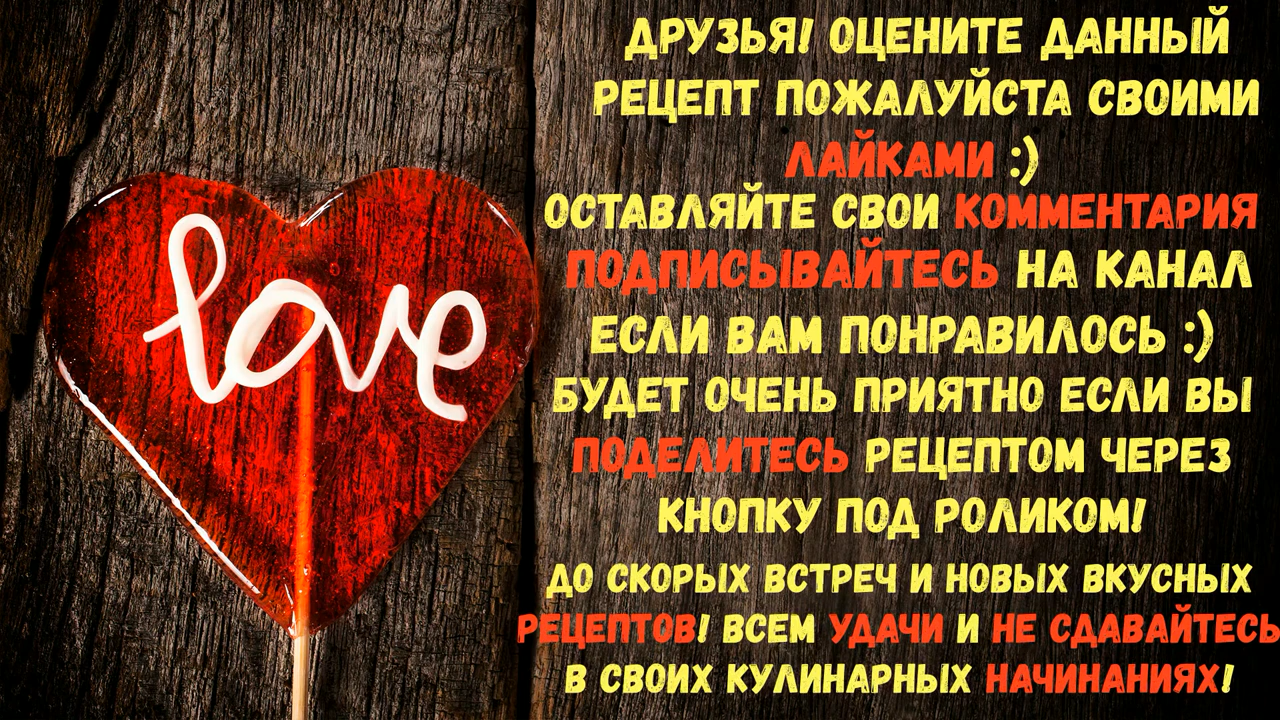 love
ДРУЗЬЯ! ОЦЕНИТЕ ДАННЫЙ
РЕЦЕПТ ПОЖАЛУЙСТА СВОИМИ
ЛАЙКАМИ :)
ОСТАВЛЯЙТЕ СВОИ КОММЕНТАРИЯ
ПОДПИСЫВАЙТЕСЬ НА КАНАЛ
ЕСЛИ ВАМ ПОНРАВИЛОСЬ :)
БУДЕТ ОЧЕНЬ ПРИЯТНО ЕСЛИ ВЫ
ПОДЕЛИТЕСЬ РЕЦЕПТОМ ЧЕРЕЗ
КНОПКУ ПОД РОЛИКОМ!
ДО СКОРЫХ ВСТРЕЧ И НОВЫХ ВКУСНЫХ
РЕЦЕПТОВ! ВСЕМ УДАЧИ И НЕ СДАВАЙТЕСЬ
В СВОИХ КУЛИНАРНЫХ НАЧИНАНИЯХ!